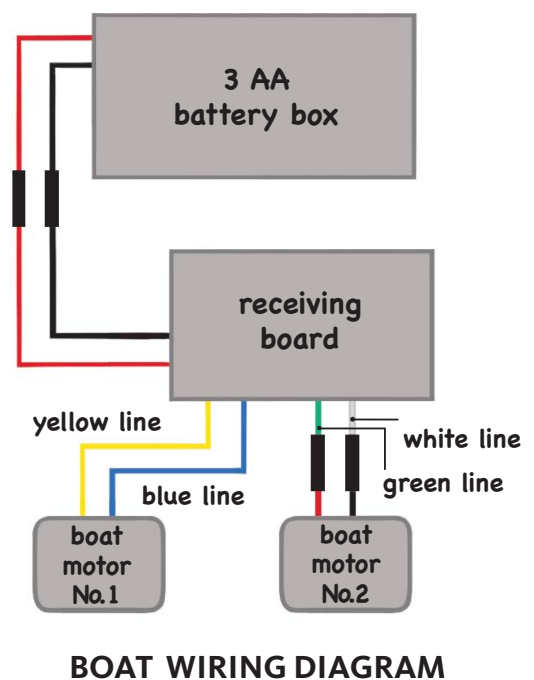 3 AA
battery box
receiving
board
yellow line
white line
blue line
green line
boat
motor
No.1
boat
motor
No.2
BOAT WIRING DIAGRAM